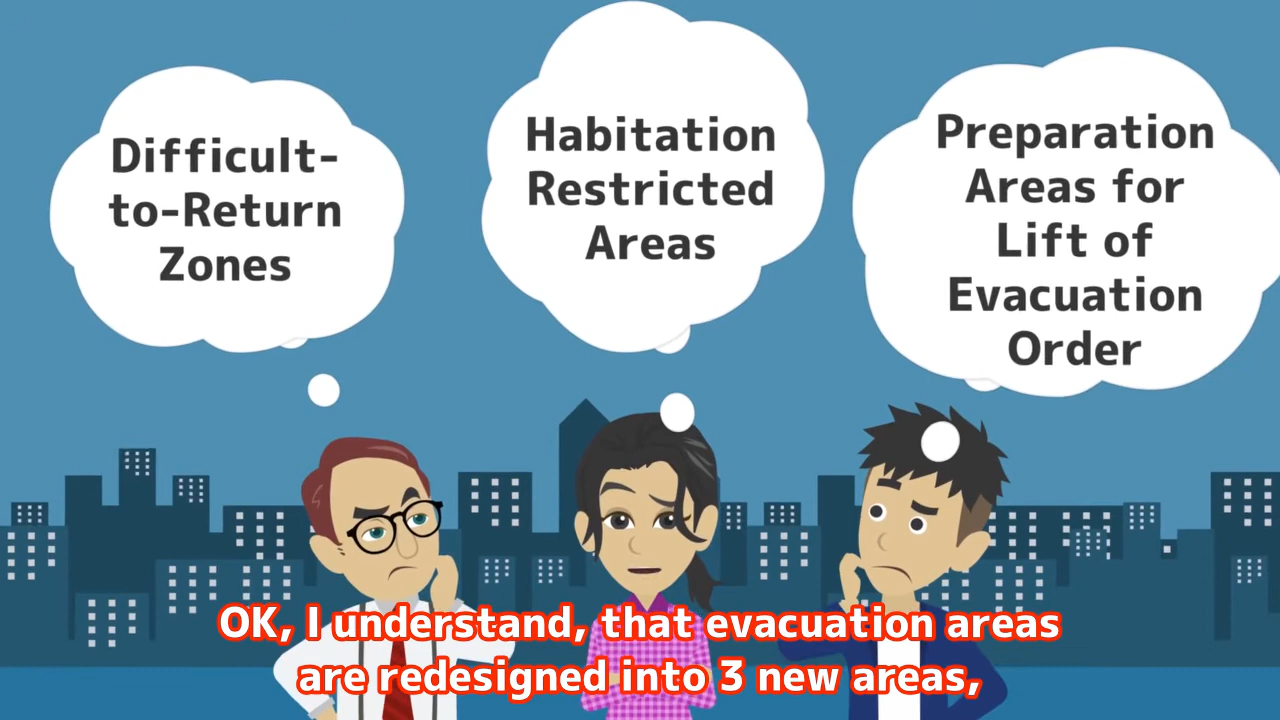 Difficult-
to-Return
Zones
Habitation
Restricted
Areas
Preparation
Areas for
Lift of
Evacuation
Order
OK, I understand, that evacuation areas
are redesigned into 3 new areas,